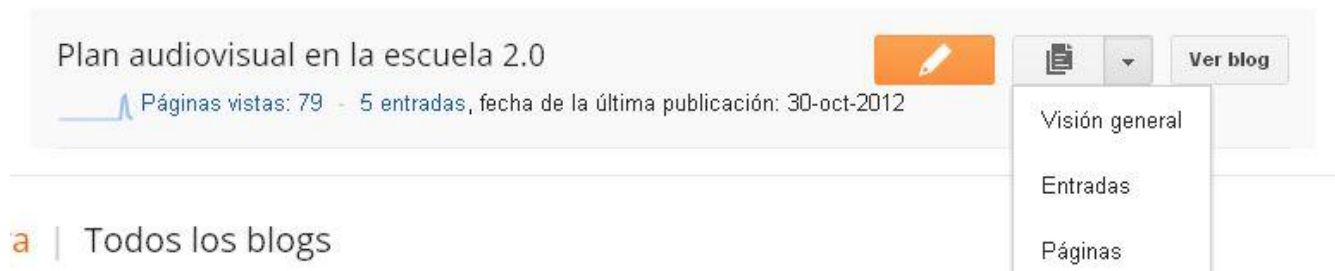 Plan audiovisual en la escuela 2.0
Ver blog
Páginas vistas: 79 - 5 entradas, fecha de la última publicación: 30-oct-2012
Visión general
Entradas
a | Todos los blogs
Páginas